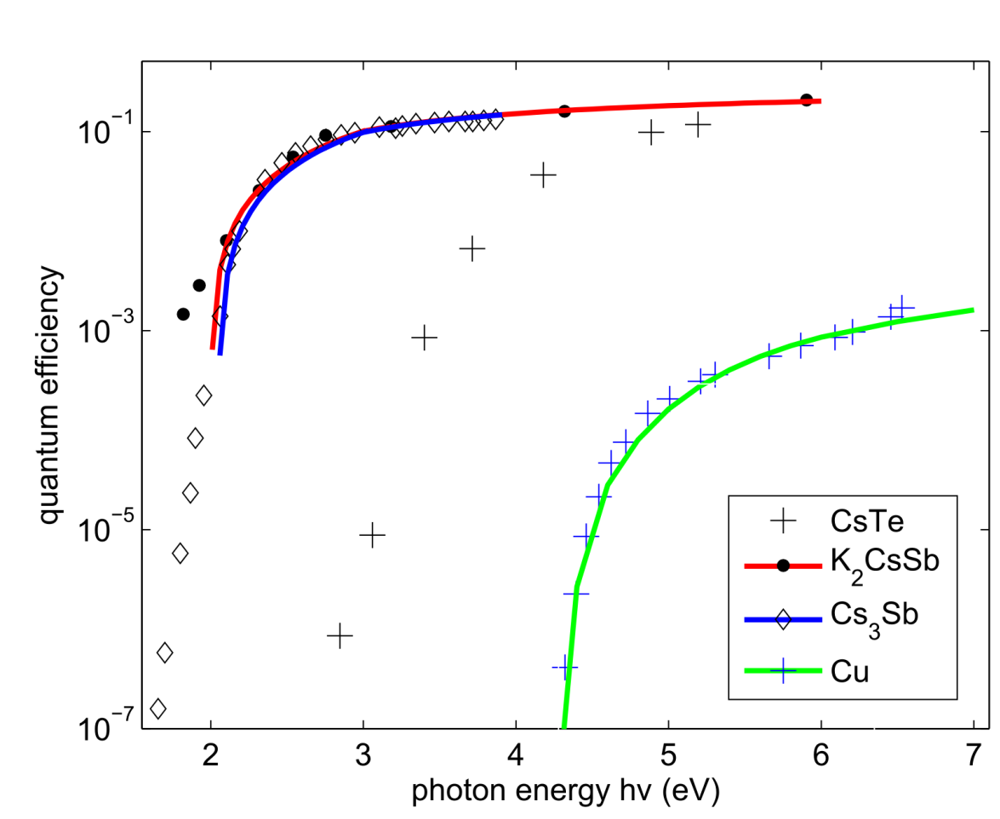 10⁻¹
10⁻³
10⁻⁵
10⁻⁷
quantum efficiency
2 3 4 5 6 7
photon energy hν (eV)
CsTe
K₂CsSb
Cs₃Sb
Cu